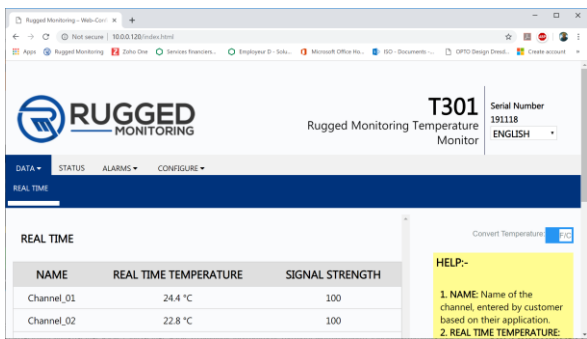 Rugged Monitoring - Web-Conf
Not secure | 10.0.0.120/index.html
Apps Rugged Monitoring Zoho One Services financiers... Employeur D - Solu... Microsoft Office Ho... ISO - Documents -... OPTO Design Direct... Create account »
RUGGED
MONITORING
T301
Rugged Monitoring Temperature
Monitor
Serial Number
191118
ENGLISH
DATA STATUS ALARMS CONFIGURE
REAL TIME
REAL TIME
Convert Temperature: F/C
NAME REAL TIME TEMPERATURE SIGNAL STRENGTH
Channel_01 24.4 °C 100
Channel_02 22.8 °C 100
HELP:-
1. NAME: Name of the
channel, entered by customer
based on their application.
2. REAL TIME TEMPERATURE: